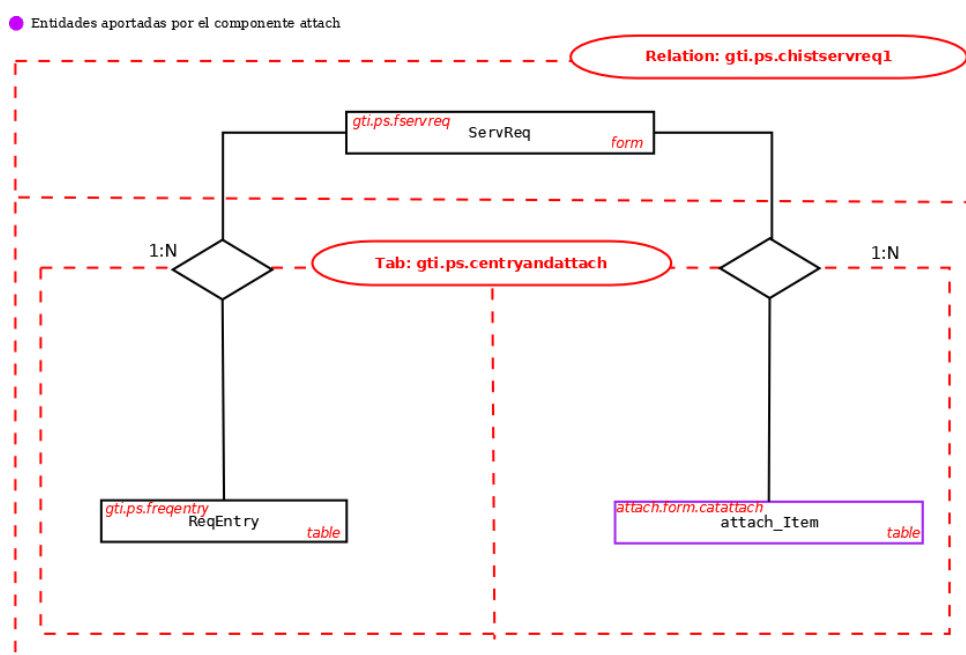 Entidades aportadas por el componente attach
Relation: gti.ps.chistservreq1
gti.ps.fservreq
ServReq
form
1:N
Tab: gti.ps.centryandattach
1:N
gti.ps.freqentry
ReqEntry
table
attach.form.catattach
attach_Item
table